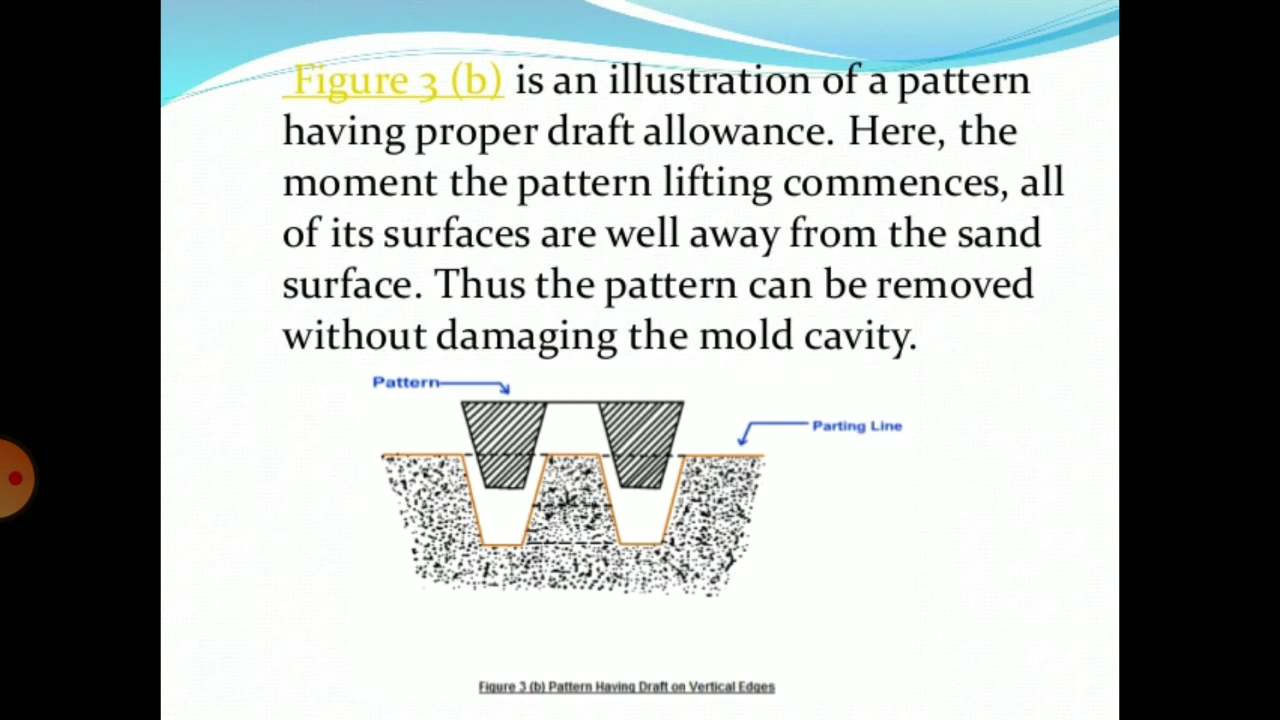 Figure 3 (b) is an illustration of a pattern
having proper draft allowance. Here, the
moment the pattern lifting commences, all
of its surfaces are well away from the sand
surface. Thus the pattern can be removed
without damaging the mold cavity.
Pattern
Parting Line
Figure 3 (b) Pattern Having Draft on Vertical Edges